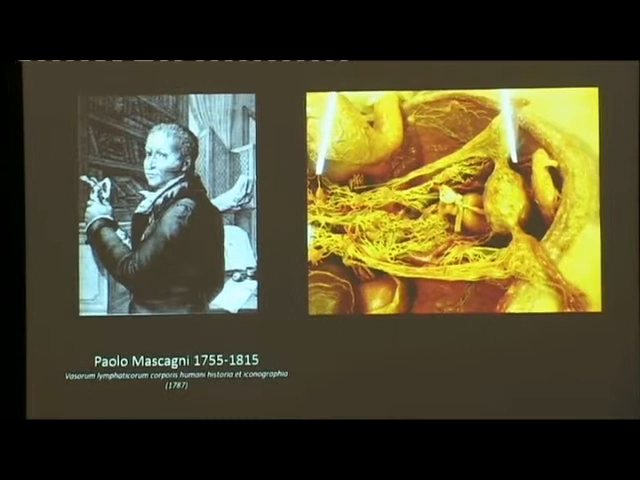 Paolo Mascagni 1755-1815
Vasorum lymphaticorum corporis humani historia et iconographia
(1787)